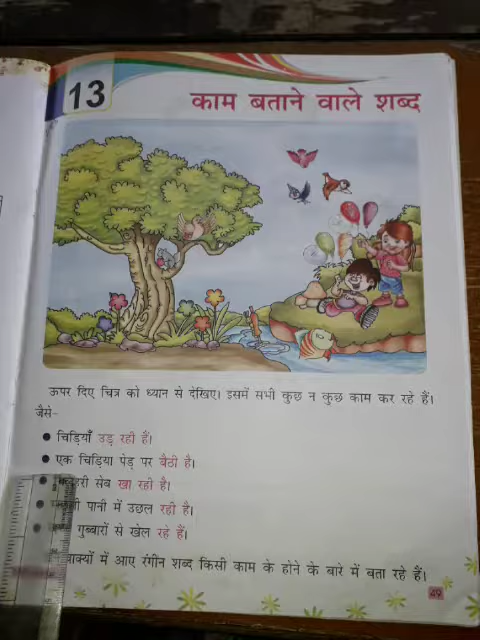 13
काम बताने वाले शब्द
ऊपर दिए चित्र को ध्यान से देखिए। इसमें सभी कुछ न कुछ काम कर रहे हैं।
जैसे–
● चिड़ियाँ उड़ रही हैं।
● एक चिड़िया पेड़ पर बैठी है।
सेब खा रही है।
पानी में उछल रही है।
गुब्बारों से खेल रहे हैं।
वाक्यों में आए रंगीन शब्द किसी काम के होने के बारे में बता रहे हैं।
49